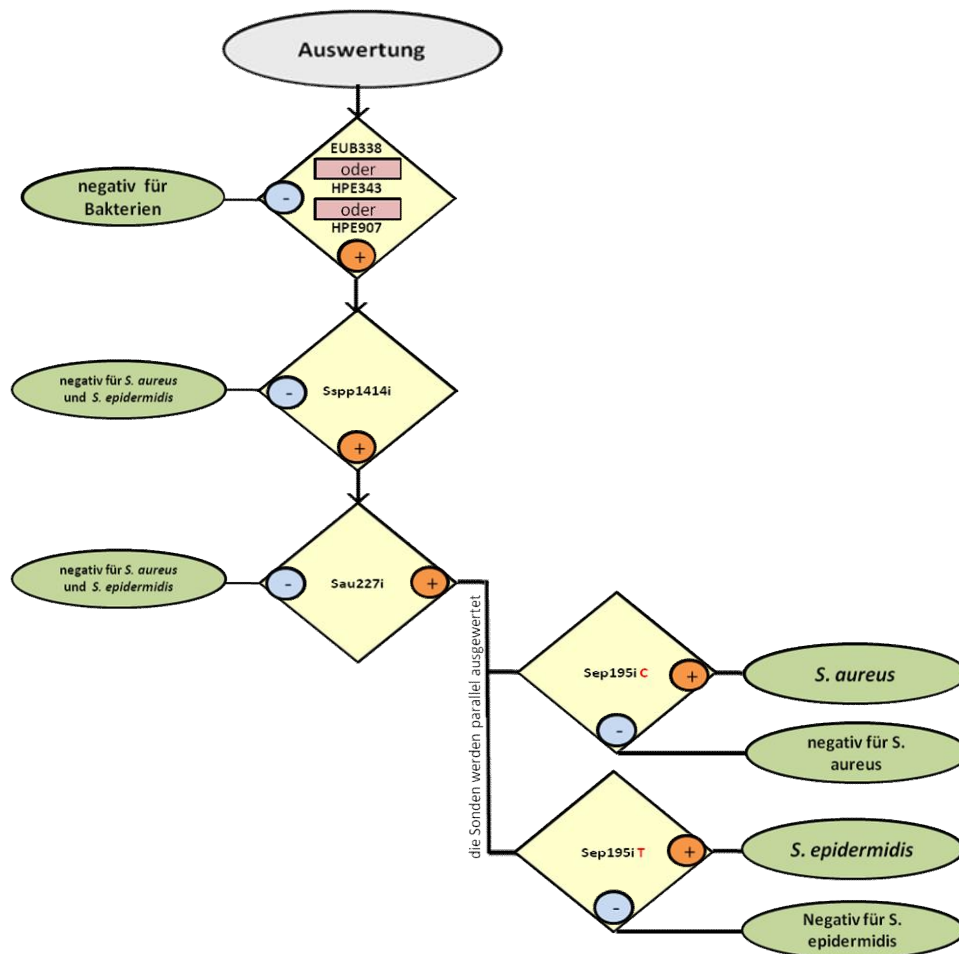 Auswertung
EUB338
oder
HPE343
oder
HPE907
+
-
negativ für
Bakterien
Sspp1414i
-
+
negativ für S. aureus
und S. epidermidis
Sau227i
-
+
negativ für S. aureus
und S. epidermidis
die Sonden werden parallel ausgewertet
Sep195i C
+
-
S. aureus
negativ für S.
aureus
Sep195i T
+
-
S. epidermidis
Negativ für S.
epidermidis